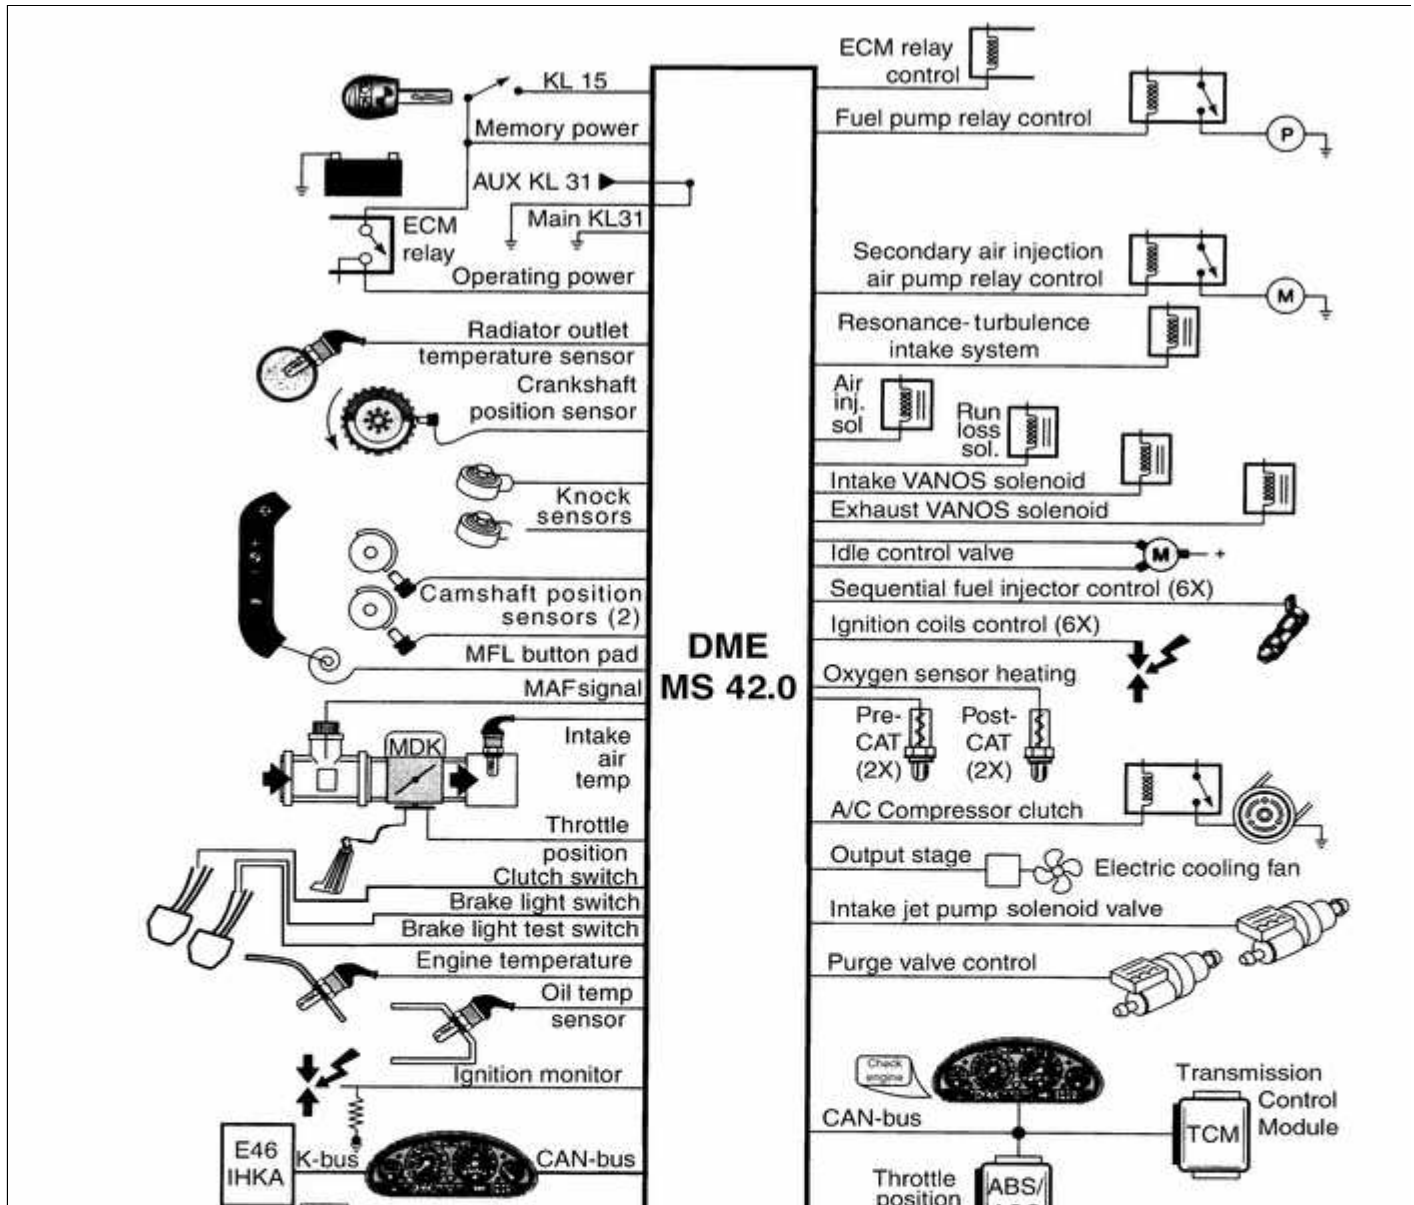 KL 15
Memory power
AUX KL 31
Main KL31
ECM
relay
Operating power
Radiator outlet
temperature sensor
Crankshaft
position sensor
Knock
sensors
Camshaft position
sensors (2)
MFL button pad
MAFsignal
MDK
Intake
air
temp
Throttle
position
Clutch switch
Brake light switch
Brake light test switch
Engine temperature
Oil temp
sensor
Ignition monitor
E46
IHKA
K-bus
CAN-bus
DME
MS 42.0
ECM relay
control
Fuel pump relay control
P
Secondary air injection
air pump relay control
M
Resonance-turbulence
intake system
Air
inj.
sol
Run
loss
sol.
Intake VANOS solenoid
Exhaust VANOS solenoid
Idle control valve
M
+
Sequential fuel injector control (6X)
Ignition coils control (6X)
Oxygen sensor heating
Pre-
CAT
(2X)
Post-
CAT
(2X)
A/C Compressor clutch
Output stage
Electric cooling fan
Intake jet pump solenoid valve
Purge valve control
Check
engine
CAN-bus
Transmission
Control
Module
TCM
Throttle
position
ABS/